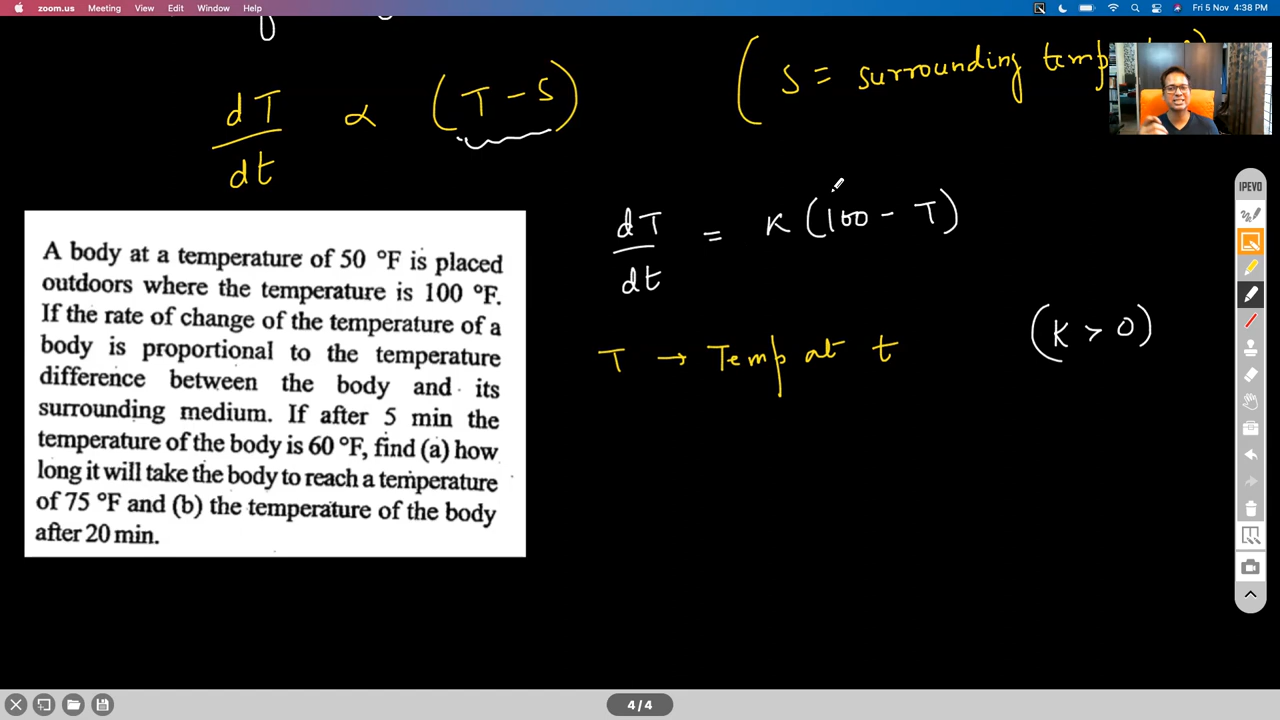 zoom.us Meeting View Edit Window Help Fri 5 Nov 4:38 PM
dT/dt ∝ (T - S)
(S = surrounding temp
A body at a temperature of 50 °F is placed
outdoors where the temperature is 100 °F.
If the rate of change of the temperature of a
body is proportional to the temperature
difference between the body and its
surrounding medium. If after 5 min the
temperature of the body is 60 °F, find (a) how
long it will take the body to reach a temperature
of 75 °F and (b) the temperature of the body
after 20 min.
dT/dt = K(100 - T)
T → Temp at t
(K > 0)
IPEVO
4/4